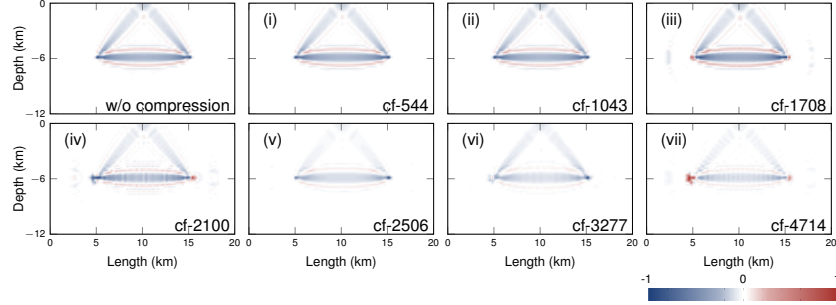 0
(i)
(ii)
(iii)
Depth (km)
−6
w/o compression
cf-544
cf-1043
cf-1708
−12
0
(iv)
(v)
(vi)
(vii)
Depth (km)
−6
cf-2100
cf-2506
cf-3277
cf-4714
−12
0 5 10 15 20 0 5 10 15 20 0 5 10 15 20 0 5 10 15 20
Length (km) Length (km) Length (km) Length (km)
-1 0